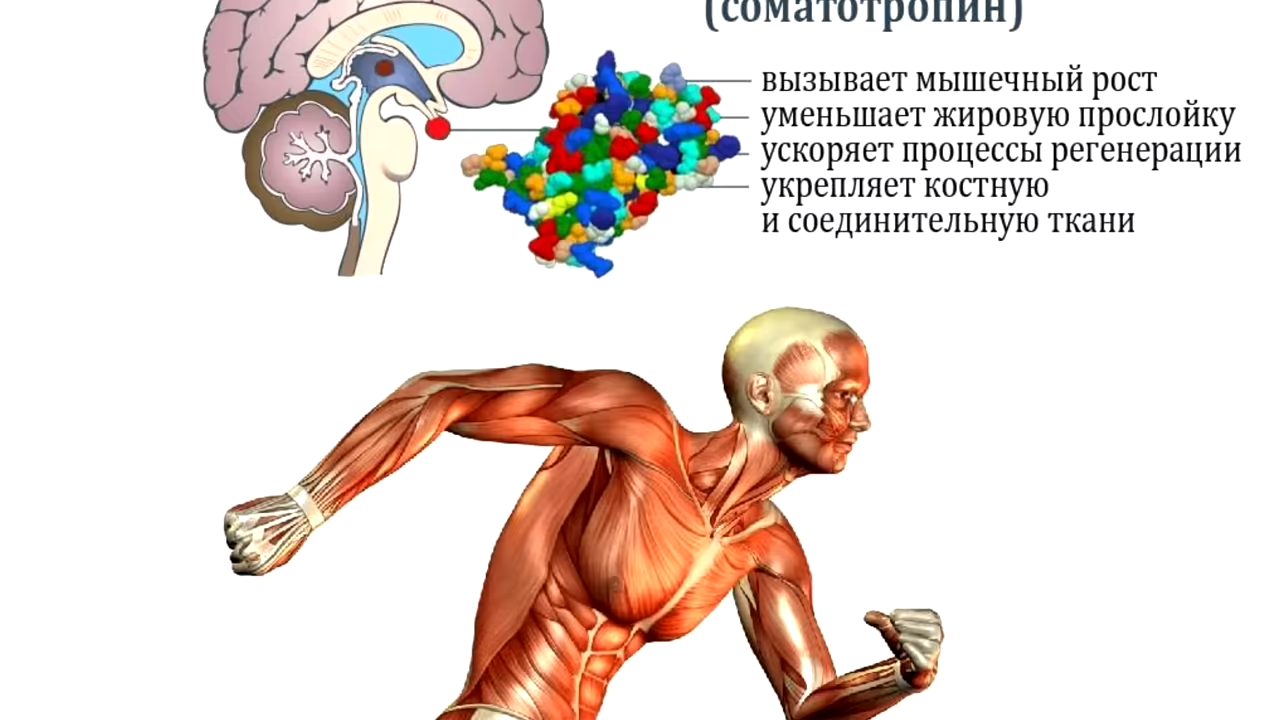 (соматотропин)
вызывает мышечный рост
уменьшает жировую прослойку
ускоряет процессы регенерации
укрепляет костную
и соединительную ткани